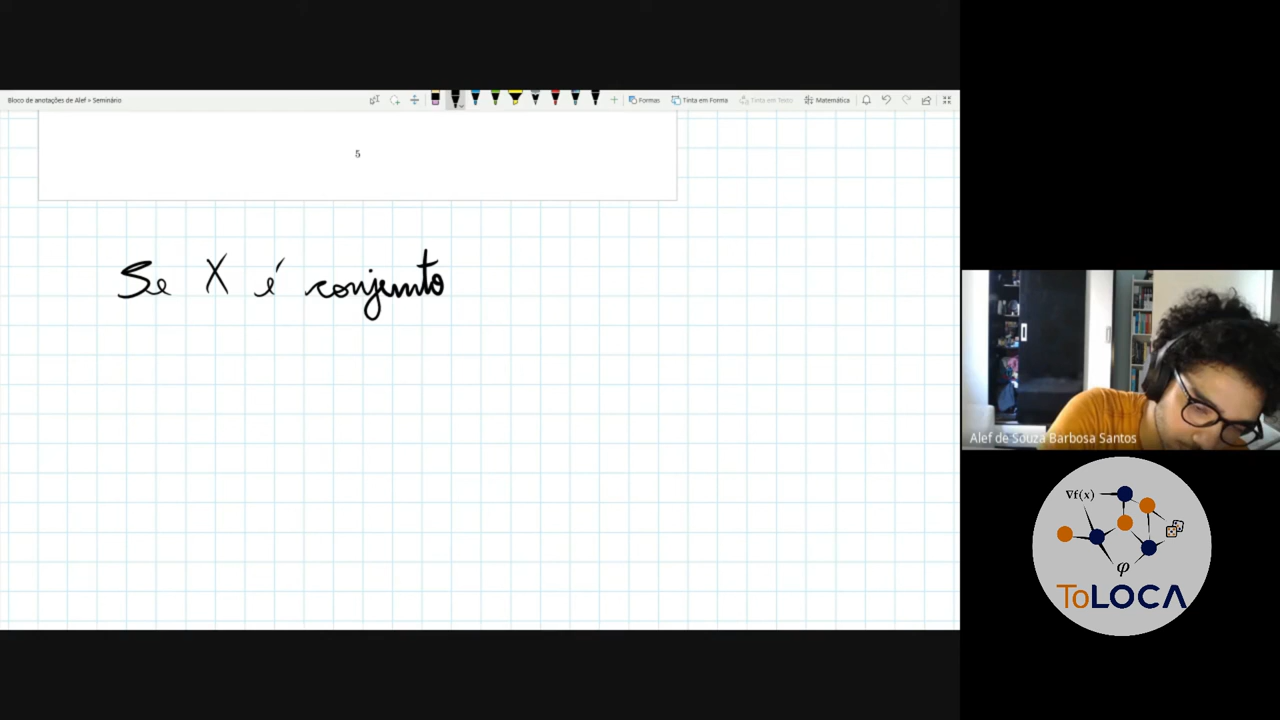 Bloco de anotações de Alef » Seminário
Formas
Tinta em Forma
Tinta em Texto
Matemática
5
Se X é conjunto
Alef de Souza Barbosa Santos
∇f(x)
φ
ToLOCA